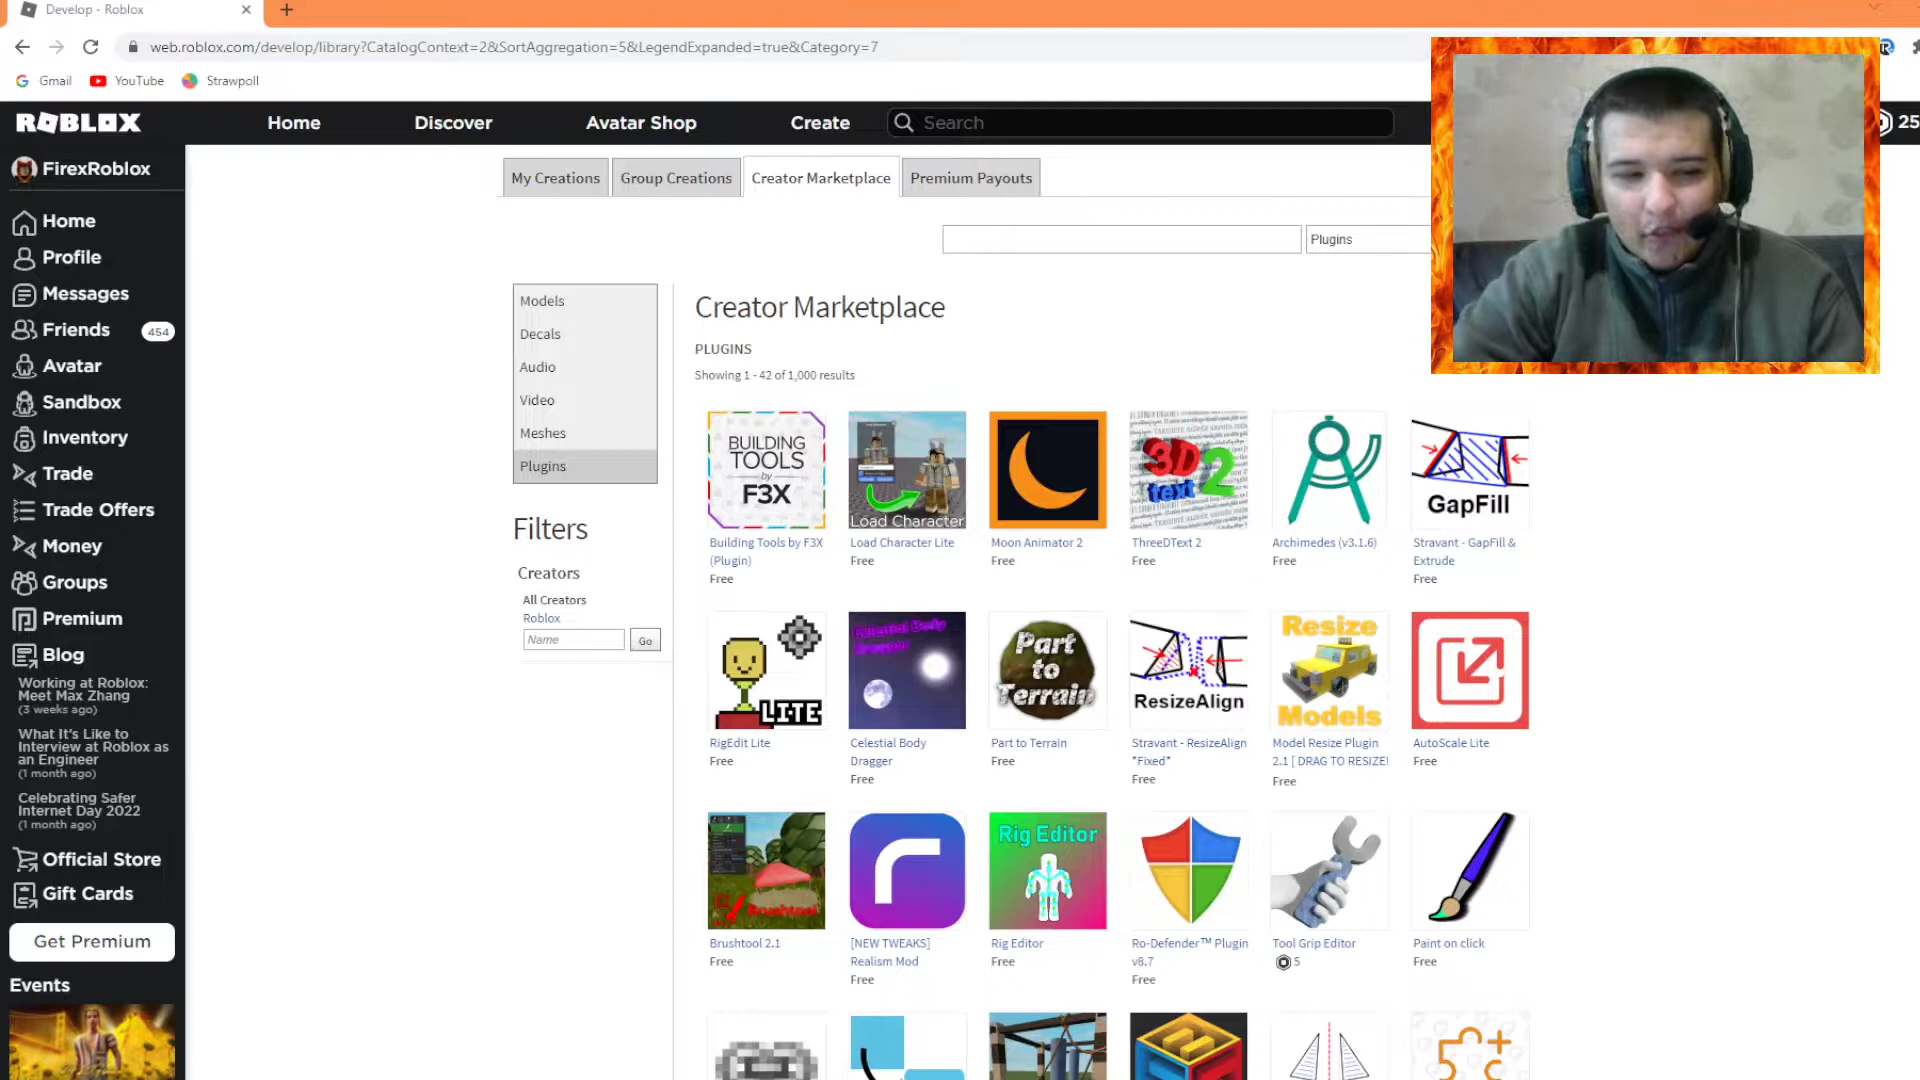 Develop - Roblox
web.roblox.com/develop/library?CatalogContext=2&SortAggregation=5&LegendExpanded=true&Category=7
Gmail YouTube Strawpoll
ROBLOX Home Discover Avatar Shop Create Search 25
FirexRoblox
Home
Profile
Messages
Friends 454
Avatar
Sandbox
Inventory
Trade
Trade Offers
Money
Groups
Premium
Blog
Working at Roblox:
Meet Max Zhang
(3 weeks ago)
What It's Like to
Interview at Roblox as
an Engineer
(1 month ago)
Celebrating Safer
Internet Day 2022
(1 month ago)
Official Store
Gift Cards
Get Premium
Events
My Creations Group Creations Creator Marketplace Premium Payouts
Plugins
Models
Decals
Audio
Video
Meshes
Plugins
Filters
Creators
All Creators
Roblox
Name Go
Creator Marketplace
PLUGINS
Showing 1 - 42 of 1,000 results
BUILDING
TOOLS
by
F3X
Building Tools by F3X
(Plugin)
Free
Load Character
Load Character Lite
Free
Moon Animator 2
Free
3D
text 2
ThreeDText 2
Free
Archimedes (v3.1.6)
Free
GapFill
Stravant - GapFill &
Extrude
Free
LITE
RigEdit Lite
Free
Celestial Body
Dragger
Celestial Body
Dragger
Free
Part
to
Terrain
Part to Terrain
Free
ResizeAlign
Stravant - ResizeAlign
*Fixed*
Free
Resize
Models
Model Resize Plugin
2.1 [ DRAG TO RESIZE!
Free
AutoScale Lite
Free
Brushtool
Brushtool 2.1
Free
[NEW TWEAKS]
Realism Mod
Free
Rig Editor
Rig Editor
Free
Ro-Defender™ Plugin
v8.7
Free
Tool Grip Editor
5
Paint on click
Free